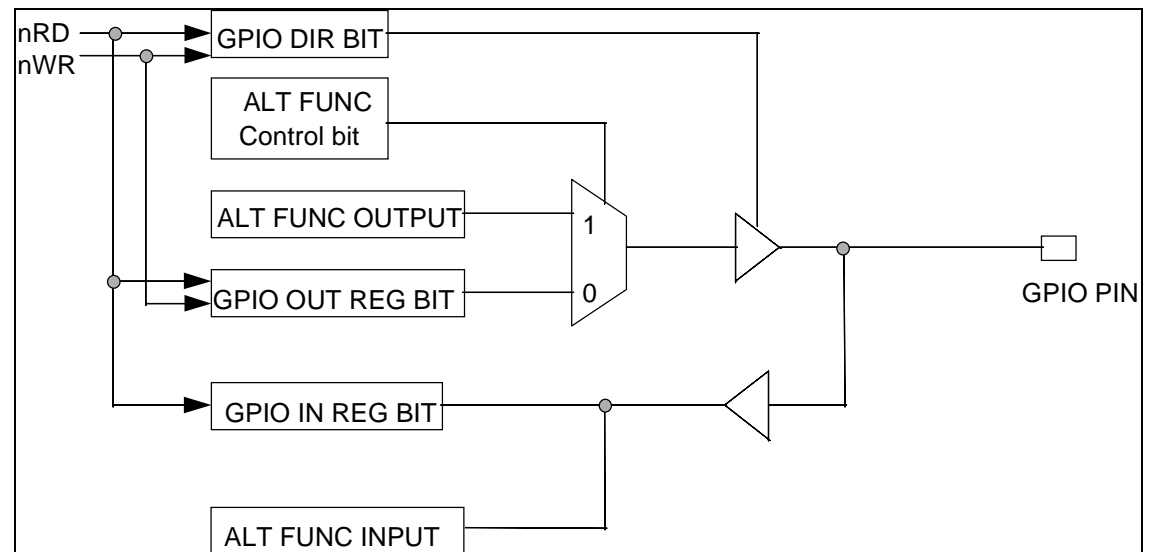 nRD
nWR
GPIO DIR BIT
ALT FUNC
Control bit
ALT FUNC OUTPUT
1
GPIO OUT REG BIT
0
GPIO PIN
GPIO IN REG BIT
ALT FUNC INPUT